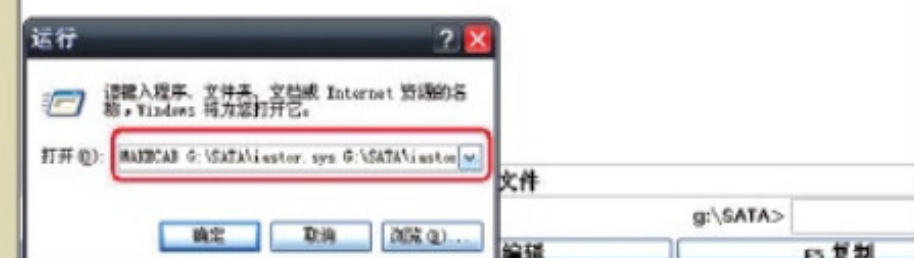 运行
请键入程序、文件夹、文档或 Internet 资源的名
称，Windows 将为您打开它。
打开(O): MAKECAB G:\SATA\iastor.sys G:\SATA\iastor
文件
g:\SATA>
确定 取消 浏览(B)...
编辑 F5 复制